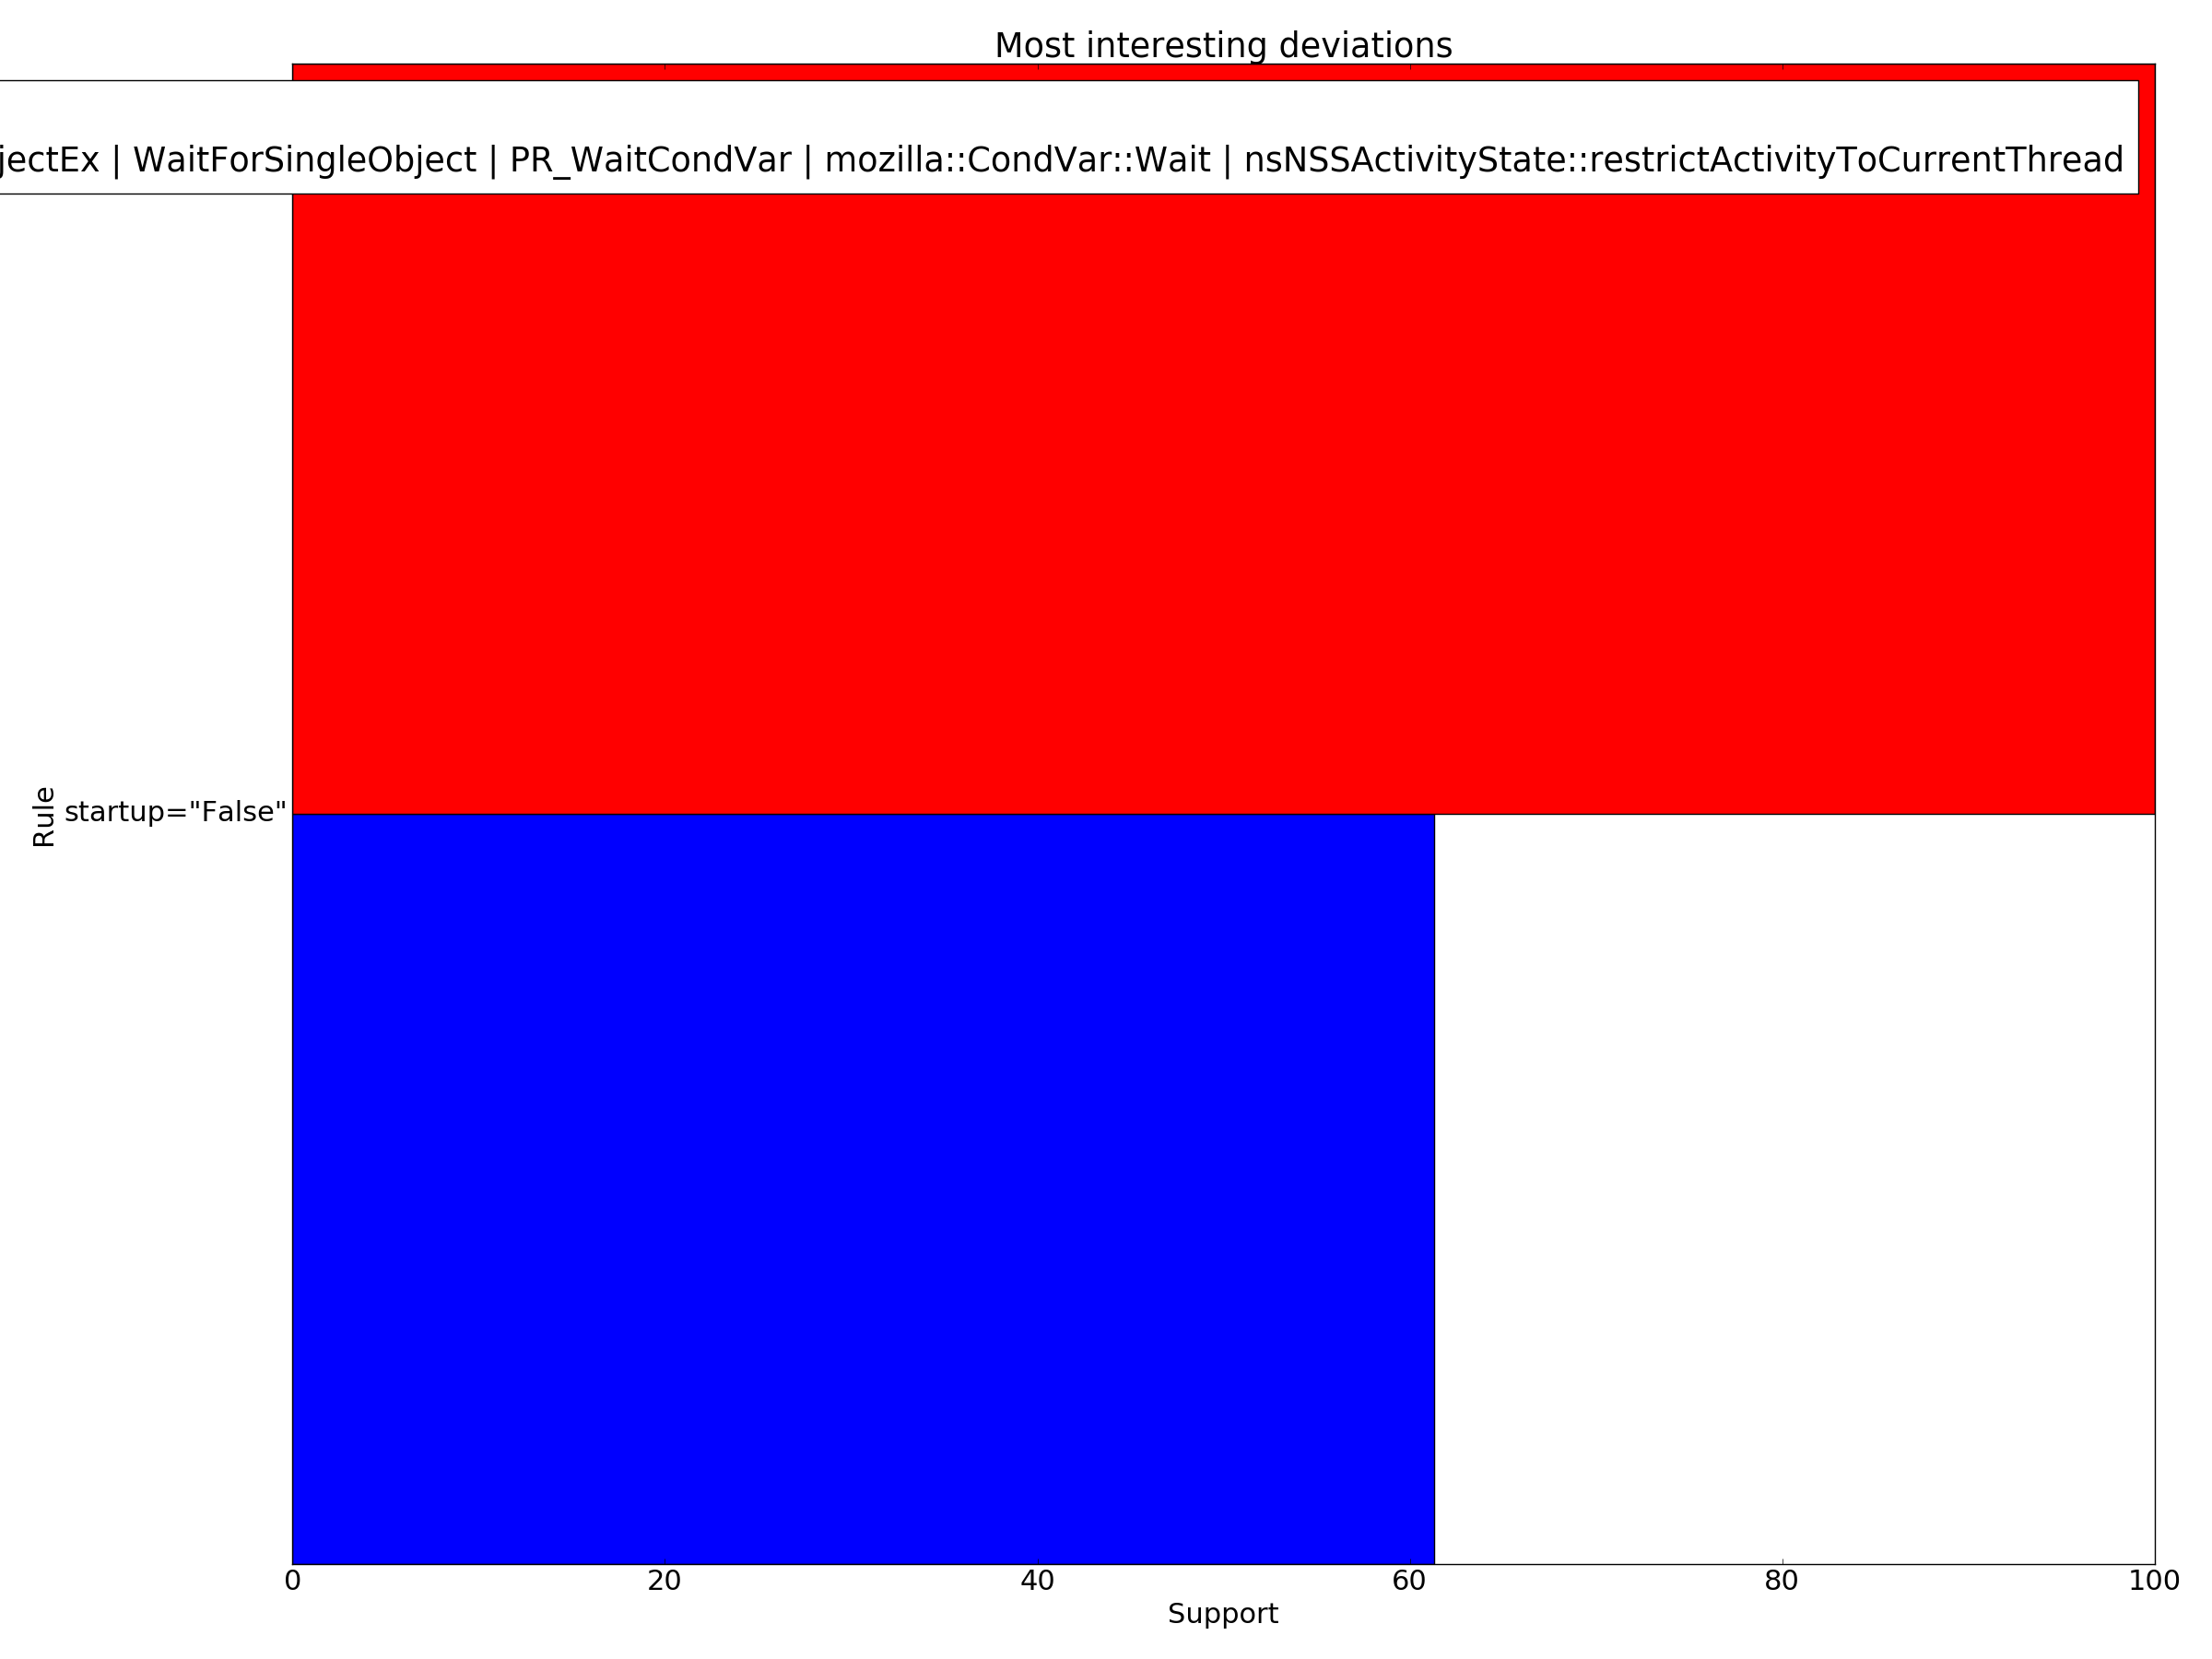 Most interesting deviations
| WaitForSingleObject | PR_WaitCondVar | mozilla::CondVar::Wait | nsNSSActivityState::restrictActivityToCurrentThread
Rule
startup="False"
0 20 40 60 80 100
Support